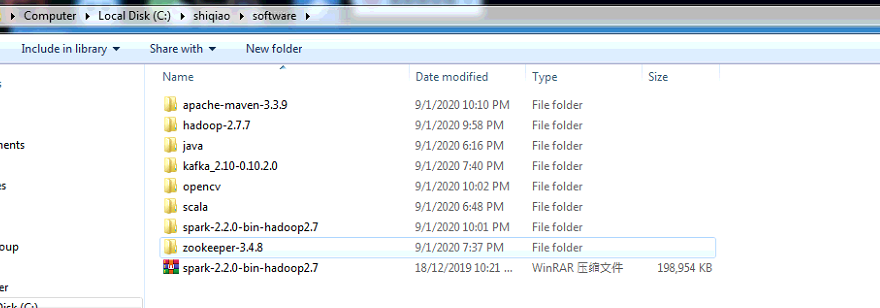 Computer Local Disk (C:) shiqiao software
Include in library Share with New folder
Name Date modified Type Size
apache-maven-3.3.9 9/1/2020 10:10 PM File folder
hadoop-2.7.7 9/1/2020 9:58 PM File folder
ments java 9/1/2020 6:16 PM File folder
kafka_2.10-0.10.2.0 9/1/2020 7:40 PM File folder
es opencv 9/1/2020 10:02 PM File folder
scala 9/1/2020 6:48 PM File folder
spark-2.2.0-bin-hadoop2.7 9/1/2020 10:01 PM File folder
oup zookeeper-3.4.8 9/1/2020 7:37 PM File folder
spark-2.2.0-bin-hadoop2.7 18/12/2019 10:21 ... WinRAR 压缩文件 198,954 KB
er
Disk (C:)